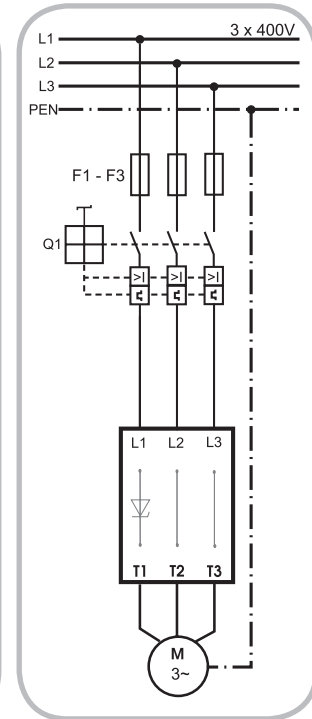 3 x 400V
L1
L2
L3
PEN
F1 - F3
Q1
>I >I >I
L1 L2 L3
T1 T2 T3
M
3~